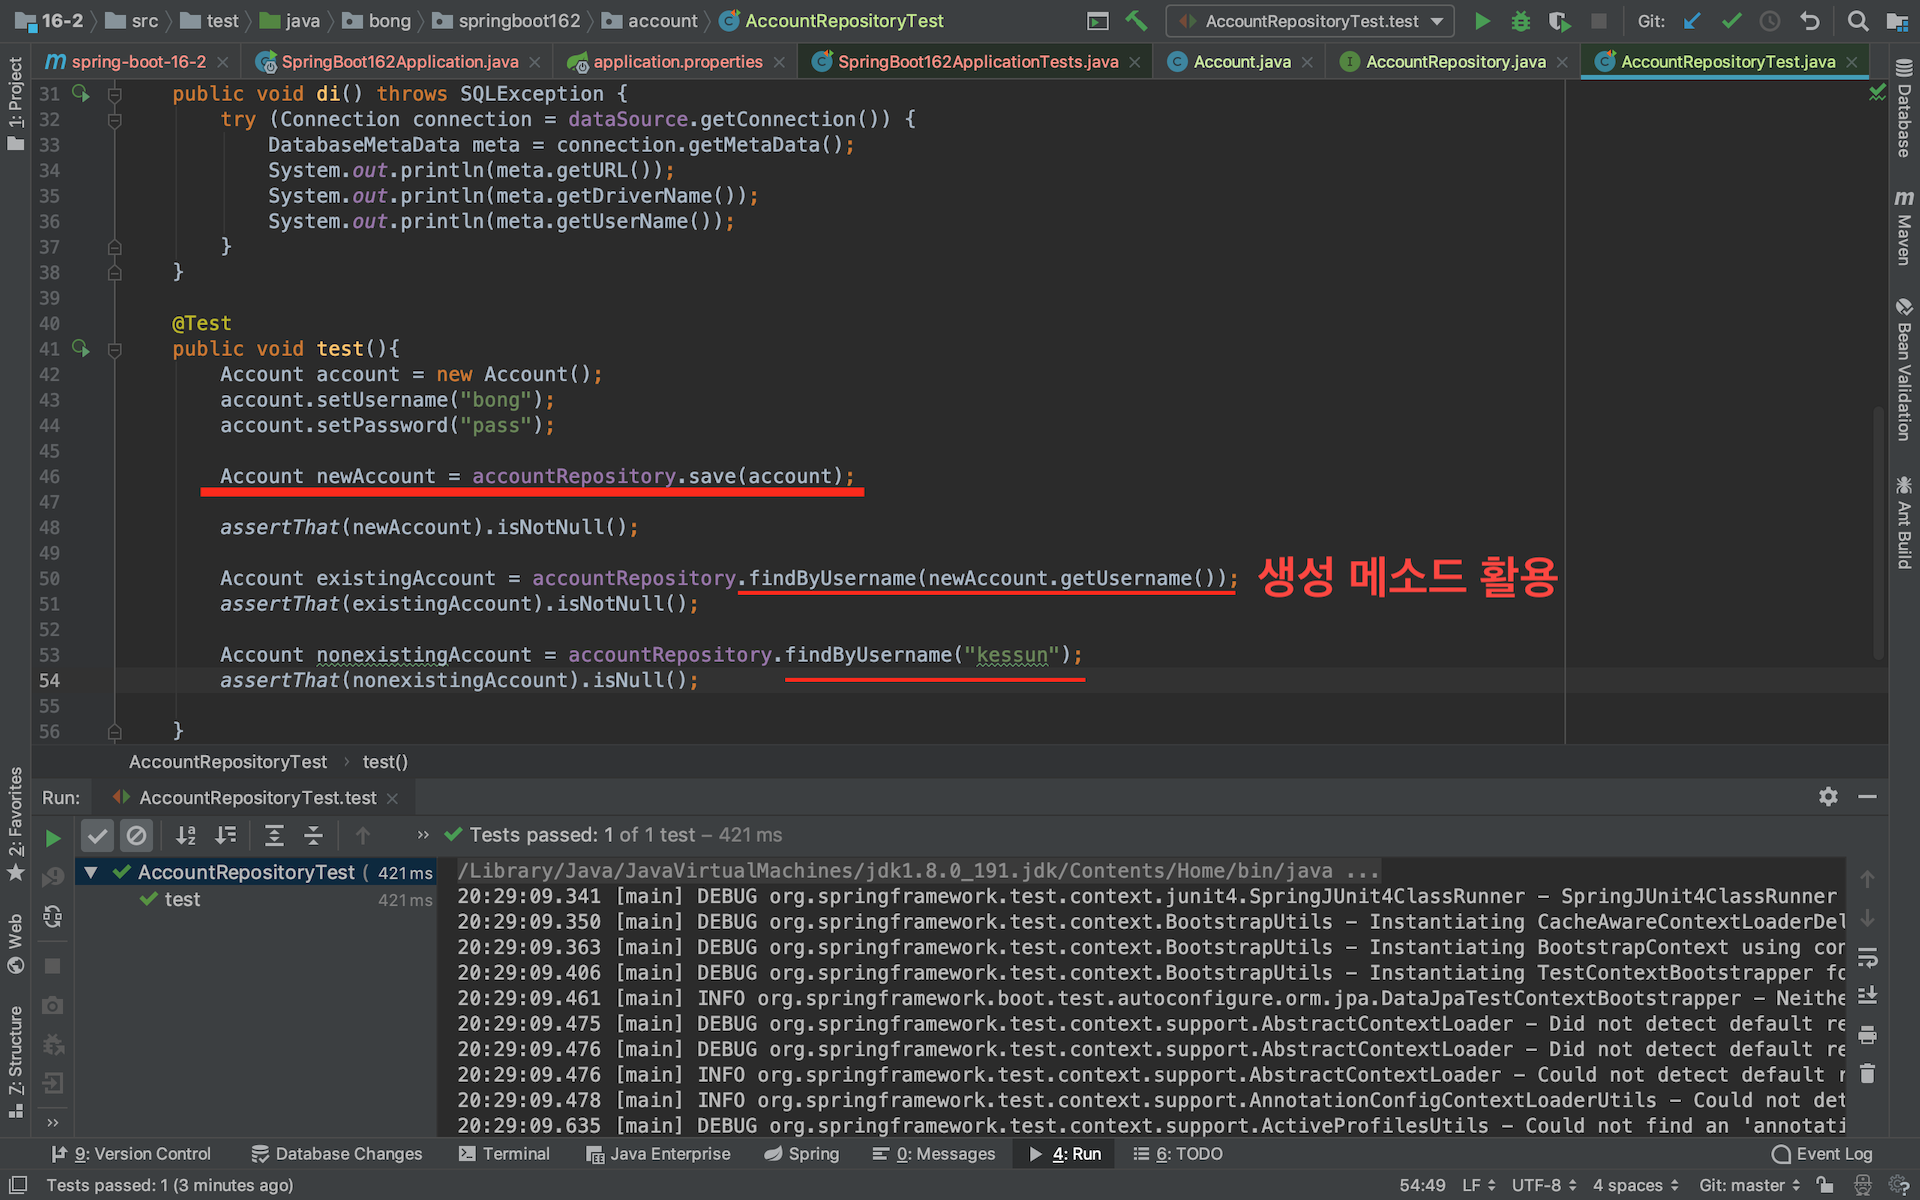 16-2 src test java bong springboot162 account AccountRepositoryTest AccountRepositoryTest.test Git:
spring-boot-16-2 SpringBoot162Application.java application.properties SpringBoot162ApplicationTests.java Account.java AccountRepository.java AccountRepositoryTest.java
1: Project
31 public void di() throws SQLException {
32 try (Connection connection = dataSource.getConnection()) {
33 DatabaseMetaData meta = connection.getMetaData();
34 System.out.println(meta.getURL());
35 System.out.println(meta.getDriverName());
36 System.out.println(meta.getUserName());
37 }
38 }
39
40 @Test
41 public void test(){
42 Account account = new Account();
43 account.setUsername("bong");
44 account.setPassword("pass");
45
46 Account newAccount = accountRepository.save(account);
47
48 assertThat(newAccount).isNotNull();
49
50 Account existingAccount = accountRepository.findByUsername(newAccount.getUsername()); 생성 메소드 활용
51 assertThat(existingAccount).isNotNull();
52
53 Account nonexistingAccount = accountRepository.findByUsername("kessun");
54 assertThat(nonexistingAccount).isNull();
55
56 }
Database
Maven
Bean Validation
Ant Build
AccountRepositoryTest test()
Run: AccountRepositoryTest.test
2: Favorites
Web
Z: Structure
Tests passed: 1 of 1 test – 421 ms
AccountRepositoryTest ( 421 ms
test 421 ms
/Library/Java/JavaVirtualMachines/jdk1.8.0_191.jdk/Contents/Home/bin/java ...
20:29:09.341 [main] DEBUG org.springframework.test.context.junit4.SpringJUnit4ClassRunner – SpringJUnit4ClassRunner
20:29:09.350 [main] DEBUG org.springframework.test.context.BootstrapUtils – Instantiating CacheAwareContextLoaderDel
20:29:09.363 [main] DEBUG org.springframework.test.context.BootstrapUtils – Instantiating BootstrapContext using con
20:29:09.406 [main] DEBUG org.springframework.test.context.BootstrapUtils – Instantiating TestContextBootstrapper fo
20:29:09.461 [main] INFO org.springframework.boot.test.autoconfigure.orm.jpa.DataJpaTestContextBootstrapper – Neithe
20:29:09.475 [main] DEBUG org.springframework.test.context.support.AbstractContextLoader – Did not detect default re
20:29:09.476 [main] DEBUG org.springframework.test.context.support.AbstractContextLoader – Did not detect default re
20:29:09.476 [main] INFO org.springframework.test.context.support.AbstractContextLoader – Could not detect default r
20:29:09.478 [main] INFO org.springframework.test.context.support.AnnotationConfigContextLoaderUtils – Could not det
20:29:09.635 [main] DEBUG org.springframework.test.context.support.ActiveProfilesUtils – Could not find an 'annotati
9: Version Control Database Changes Terminal Java Enterprise Spring 0: Messages 4: Run 6: TODO Event Log
Tests passed: 1 (3 minutes ago) 54:49 LF UTF-8 4 spaces Git: master